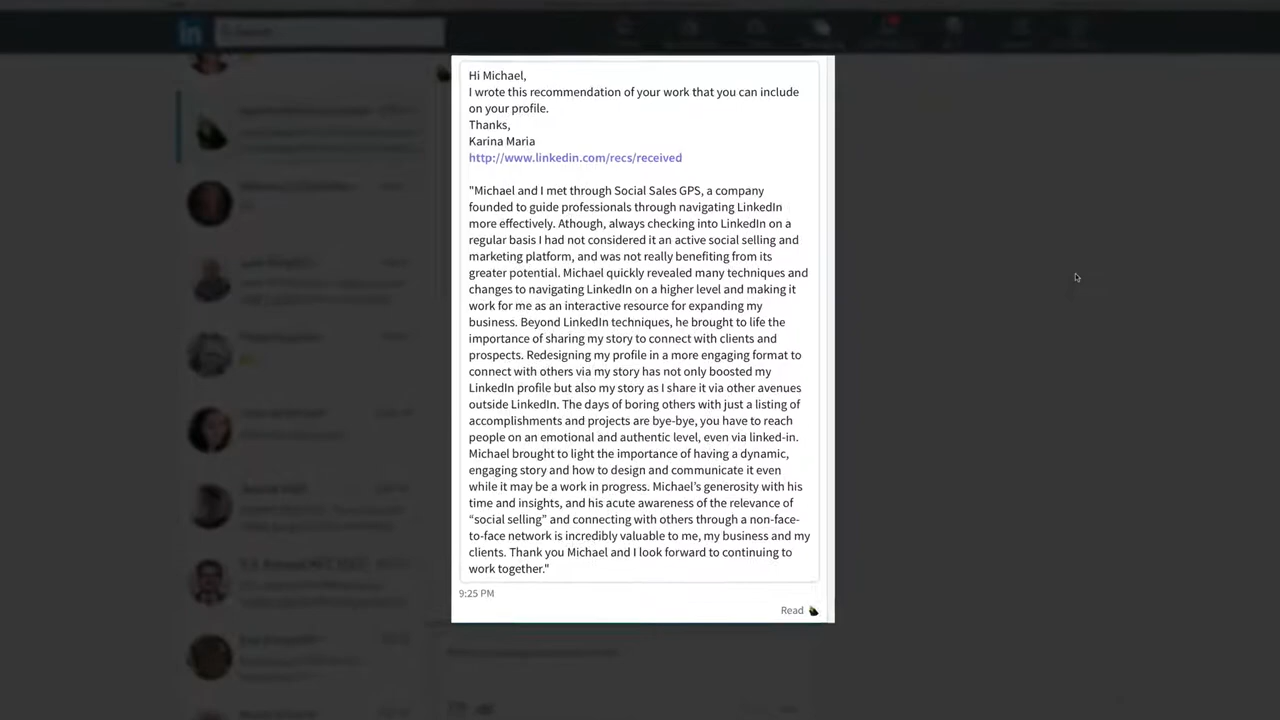 in
Hi Michael,
I wrote this recommendation of your work that you can include
on your profile.
Thanks,
Karina Maria
http://www.linkedin.com/recs/received
"Michael and I met through Social Sales GPS, a company
founded to guide professionals through navigating LinkedIn
more effectively. Athough, always checking into LinkedIn on a
regular basis I had not considered it an active social selling and
marketing platform, and was not really benefiting from its
greater potential. Michael quickly revealed many techniques and
changes to navigating LinkedIn on a higher level and making it
work for me as an interactive resource for expanding my
business. Beyond LinkedIn techniques, he brought to life the
importance of sharing my story to connect with clients and
prospects. Redesigning my profile in a more engaging format to
connect with others via my story has not only boosted my
LinkedIn profile but also my story as I share it via other avenues
outside LinkedIn. The days of boring others with just a listing of
accomplishments and projects are bye-bye, you have to reach
people on an emotional and authentic level, even via linked-in.
Michael brought to light the importance of having a dynamic,
engaging story and how to design and communicate it even
while it may be a work in progress. Michael’s generosity with his
time and insights, and his acute awareness of the relevance of
“social selling” and connecting with others through a non-face-
to-face network is incredibly valuable to me, my business and my
clients. Thank you Michael and I look forward to continuing to
work together."
9:25 PM
Read